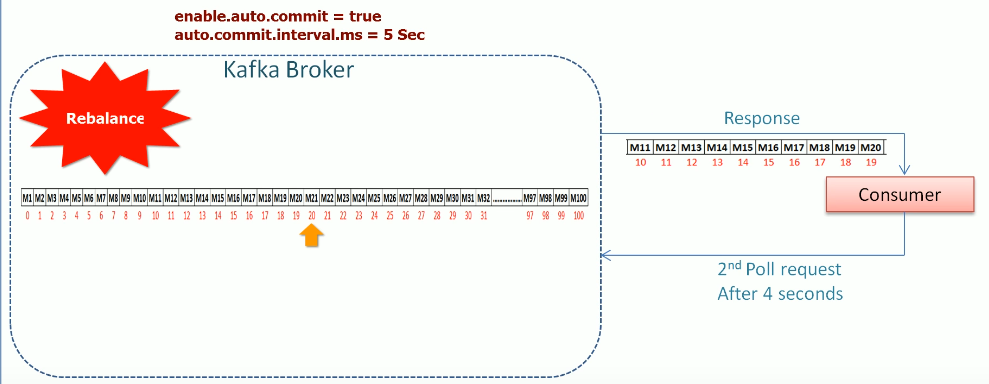 enable.auto.commit = true
auto.commit.interval.ms = 5 Sec
Kafka Broker
Rebalance
Response
M11 M12 M13 M14 M15 M16 M17 M18 M19 M20
10 11 12 13 14 15 16 17 18 19
Consumer
M1 M2 M3 M4 M5 M6 M7 M8 M9 M10 M11 M12 M13 M14 M15 M16 M17 M18 M19 M20 M21 M22 M23 M24 M25 M26 M27 M28 M29 M30 M31 M32 ............... M97 M98 M99 M100
0 1 2 3 4 5 6 7 8 9 10 11 12 13 14 15 16 17 18 19 20 21 22 23 24 25 26 27 28 29 30 31 97 98 99 100
2nd Poll request
After 4 seconds